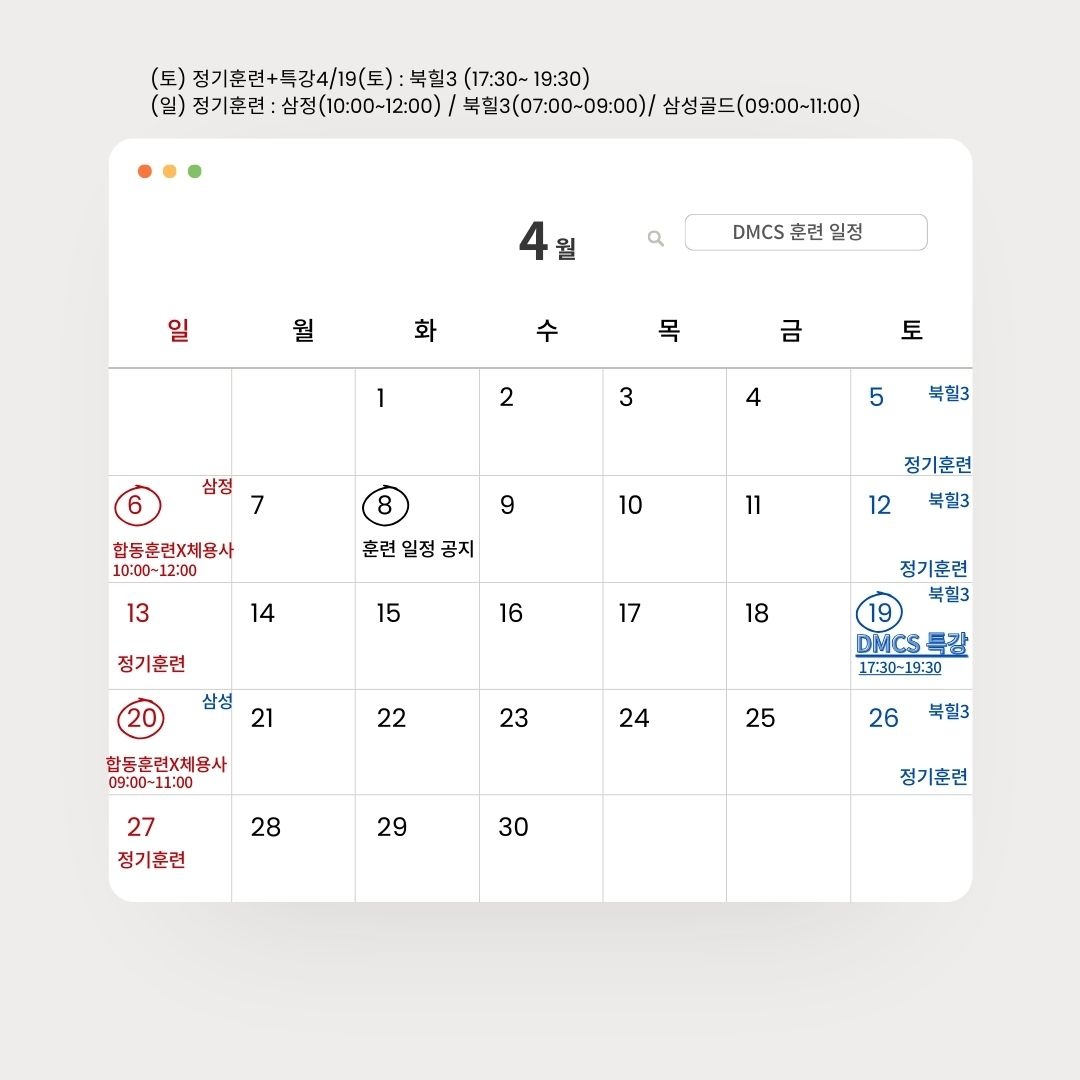 (토) 정기훈련+특강4/19(토) : 북힐3 (17:30~ 19:30)
(일) 정기훈련 : 삼정(10:00~12:00) / 북힐3(07:00~09:00)/ 삼성골드(09:00~11:00)
4월
DMCS 훈련 일정
일 월 화 수 목 금 토
1 2 3 4 5 북힐3
정기훈련
6 삼정 7 8 9 10 11 12 북힐3
합동훈련X체용사 훈련 일정 공지
10:00~12:00 정기훈련
13 14 15 16 17 18 19 북힐3
정기훈련 DMCS 특강
17:30~19:30
20 삼성 21 22 23 24 25 26 북힐3
합동훈련X체용사 정기훈련
09:00~11:00
27 28 29 30
정기훈련